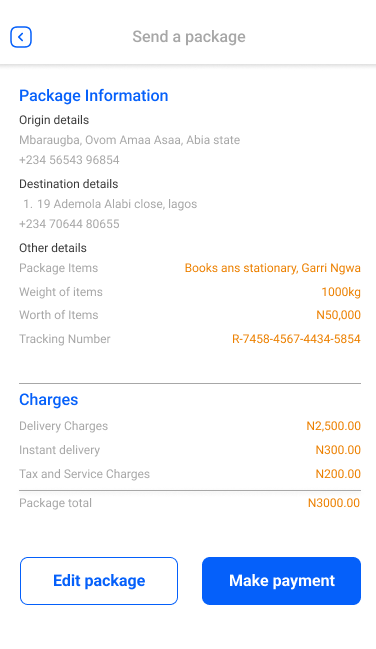 Send a package
Package Information
Origin details
Mbaraugba, Ovom Amaa Asaa, Abia state
+234 56543 96854
Destination details
1. 19 Ademola Alabi close, lagos
+234 70644 80655
Other details
Package Items Books ans stationary, Garri Ngwa
Weight of items 1000kg
Worth of Items N50,000
Tracking Number R-7458-4567-4434-5854
Charges
Delivery Charges N2,500.00
Instant delivery N300.00
Tax and Service Charges N200.00
Package total N3000.00
Edit package Make payment